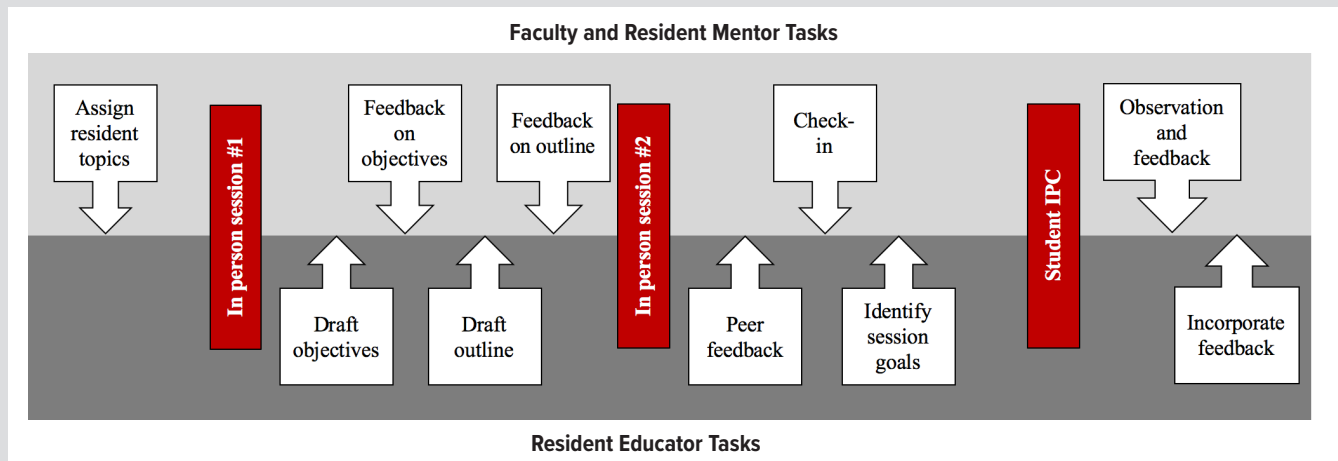 Faculty and Resident Mentor Tasks
Assign
resident
topics
In person session #1
Feedback
on
objectives
Feedback
on outline
In person session #2
Check-
in
Student IPC
Observation
and
feedback
Draft
objectives
Draft
outline
Peer
feedback
Identify
session
goals
Incorporate
feedback
Resident Educator Tasks